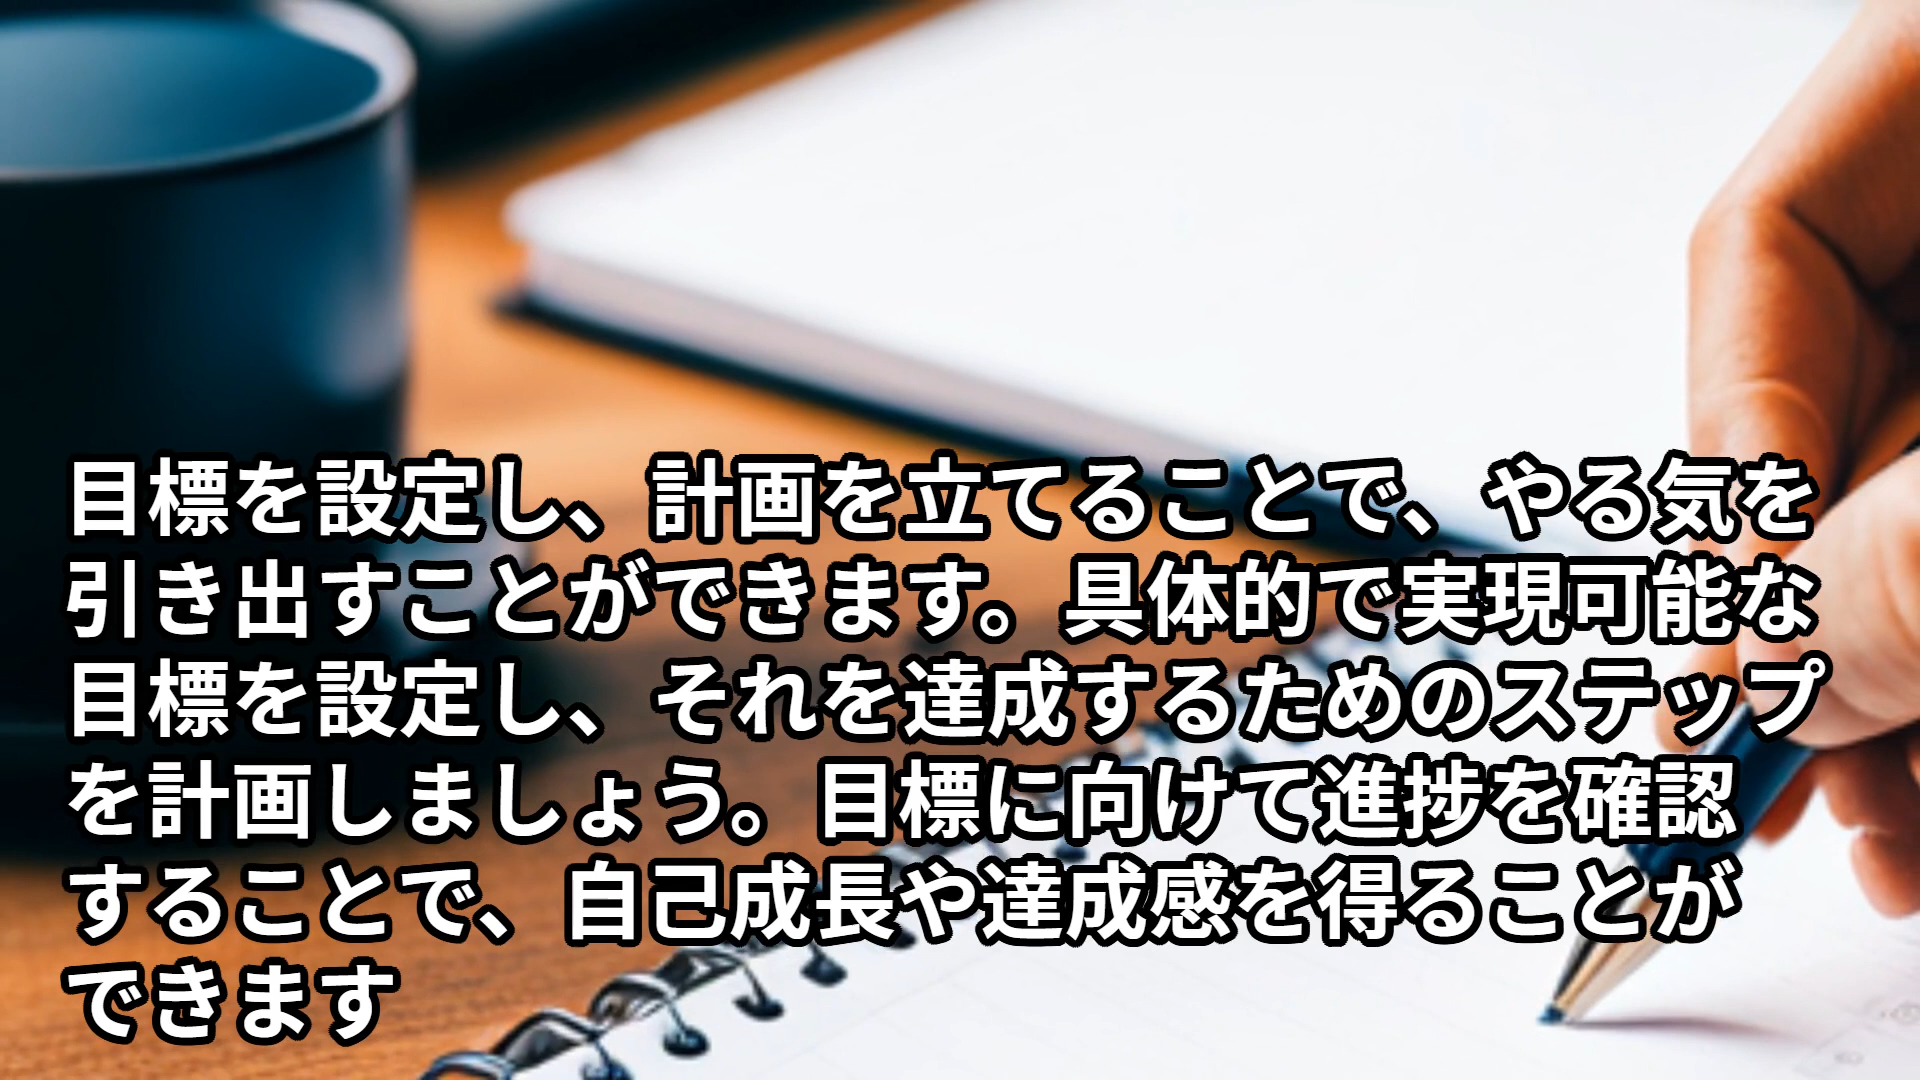 目標を設定し、計画を立てることで、やる気を
引き出すことができます。具体的で実現可能な
目標を設定し、それを達成するためのステップ
を計画しましょう。目標に向けて進捗を確認
することで、自己成長や達成感を得ることが
できます